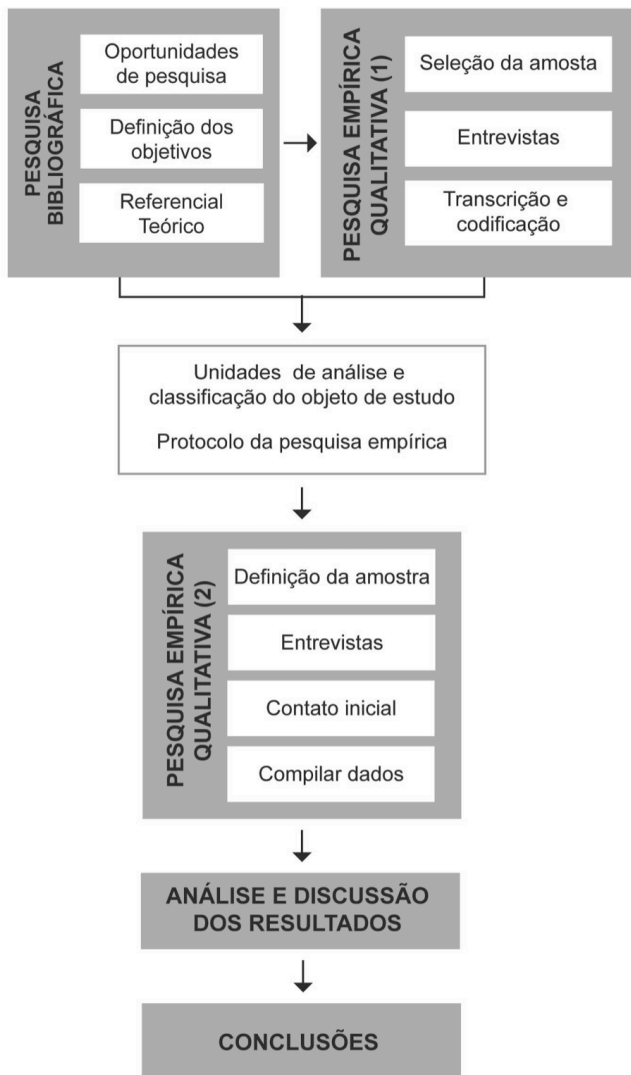 PESQUISA
BIBLIOGRÁFICA
Oportunidades
de pesquisa
Definição dos
objetivos
Referencial
Teórico
PESQUISA EMPÍRICA
QUALITATIVA (1)
Seleção da amosta
Entrevistas
Transcrição e
codificação
Unidades de análise e
classificação do objeto de estudo
Protocolo da pesquisa empírica
PESQUISA EMPÍRICA
QUALITATIVA (2)
Definição da amostra
Entrevistas
Contato inicial
Compilar dados
ANÁLISE E DISCUSSÃO
DOS RESULTADOS
CONCLUSÕES